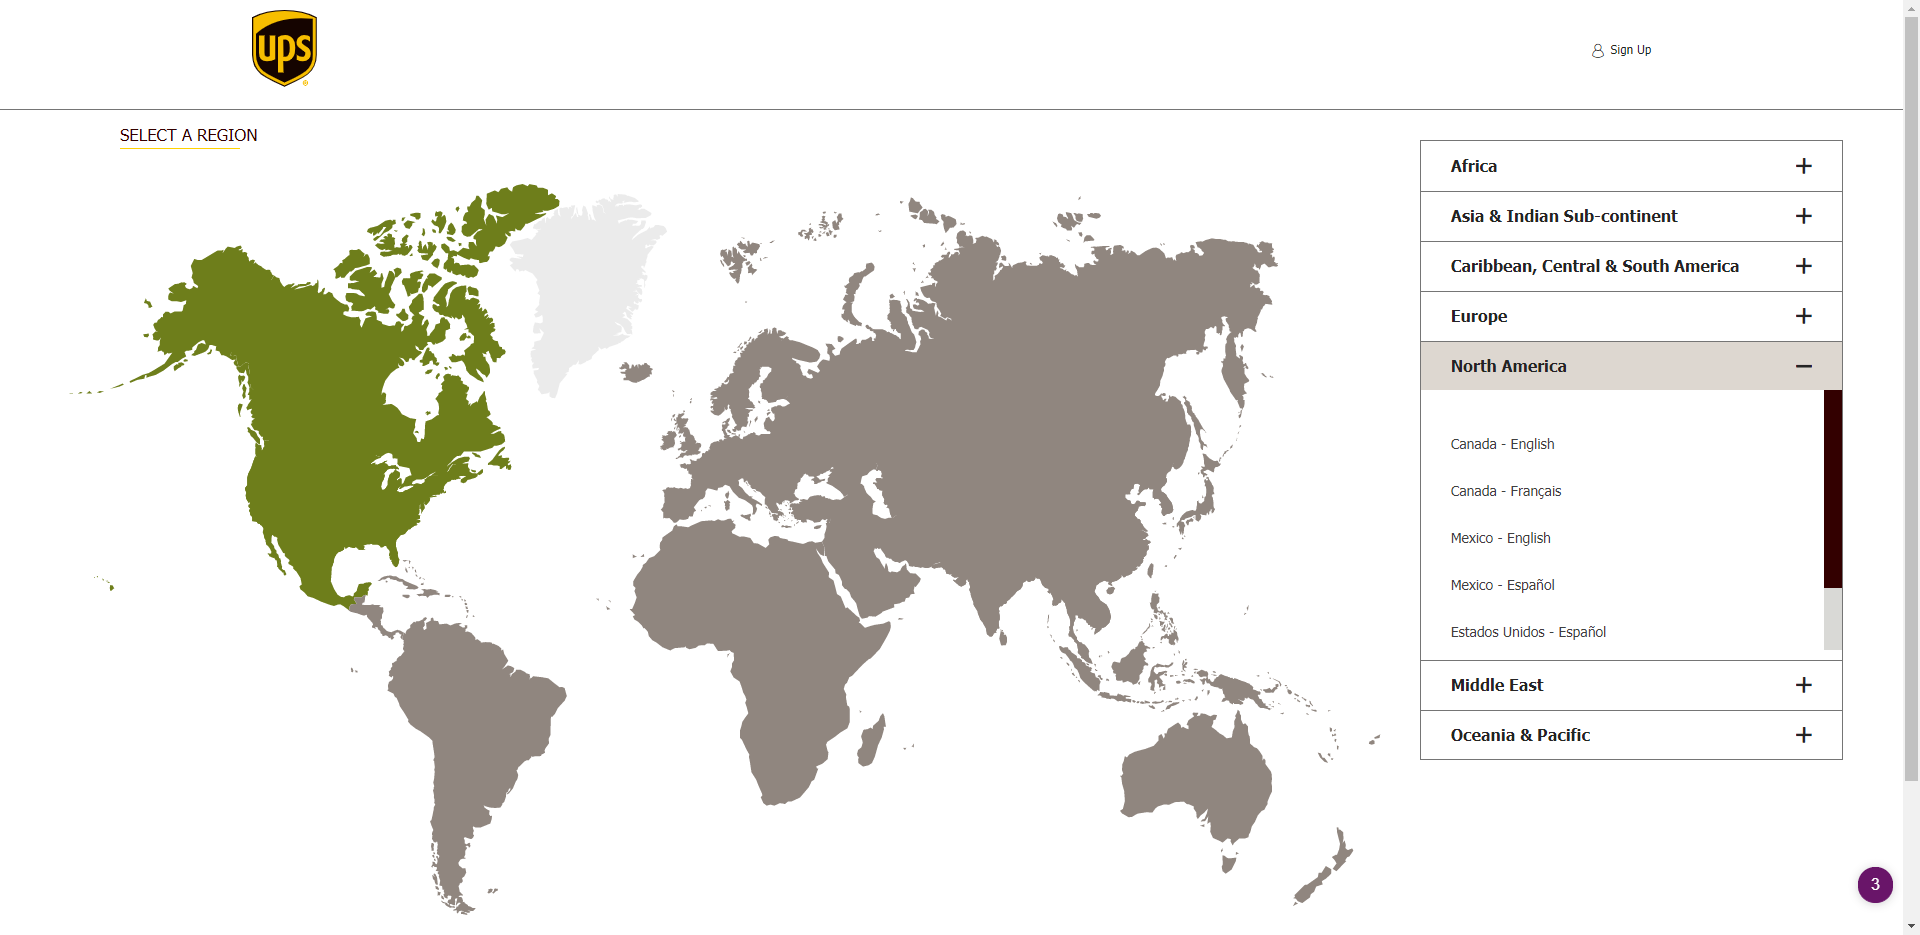 ups
Sign Up
SELECT A REGION
Africa
Asia & Indian Sub-continent
Caribbean, Central & South America
Europe
North America
Canada - English
Canada - Français
Mexico - English
Mexico - Español
Estados Unidos - Español
Middle East
Oceania & Pacific
3